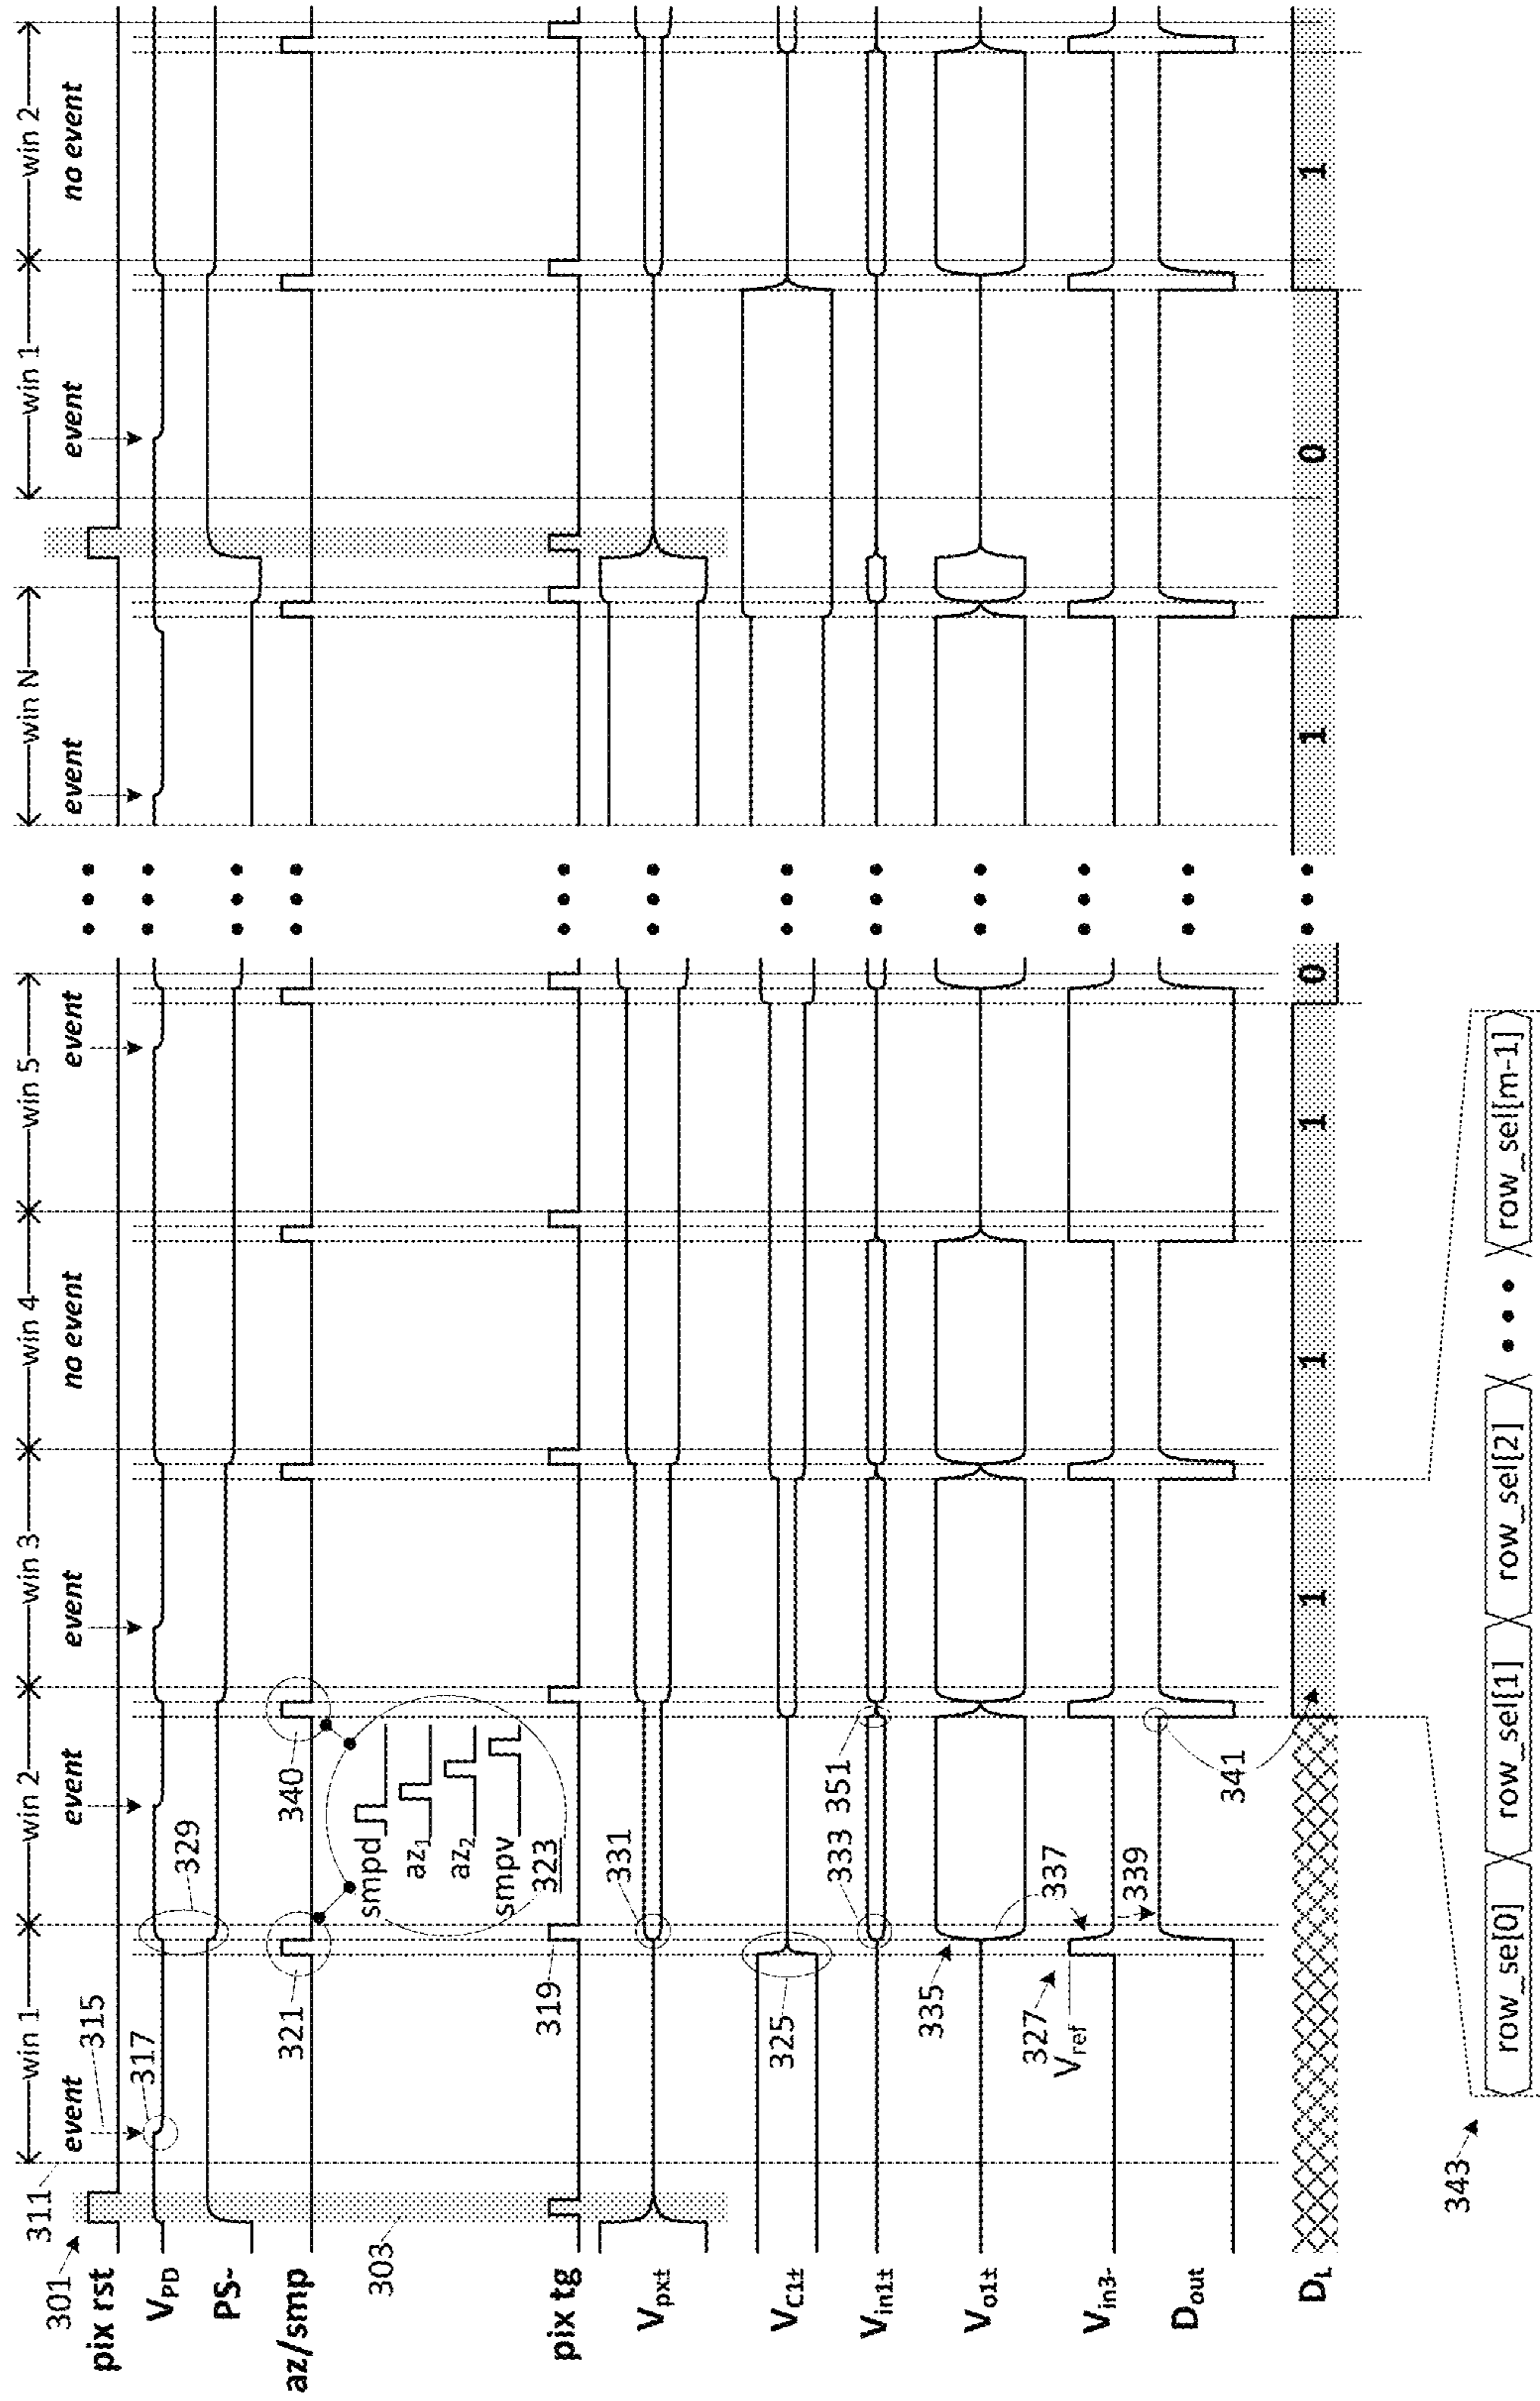 win 1 win 2 win 3 win 4 win 5 win N win 1 win 2
event event event no event event event event no event
311
315
301
pix rst
317
V_PD
329
PS-
321
340
az/smp
smpd
az₁
az₂
smpv
323
303
319
pix tg
331
V_px±
325
V_C1±
333 351
V_in1±
335
V_o1±
327
V_ref
337
V_in3-
339
D_out
341
D_L 1 1 1 0 1 0 1
343
row_se[0] row_sel[1] row_sel[2] • • • row_sel[m-1]